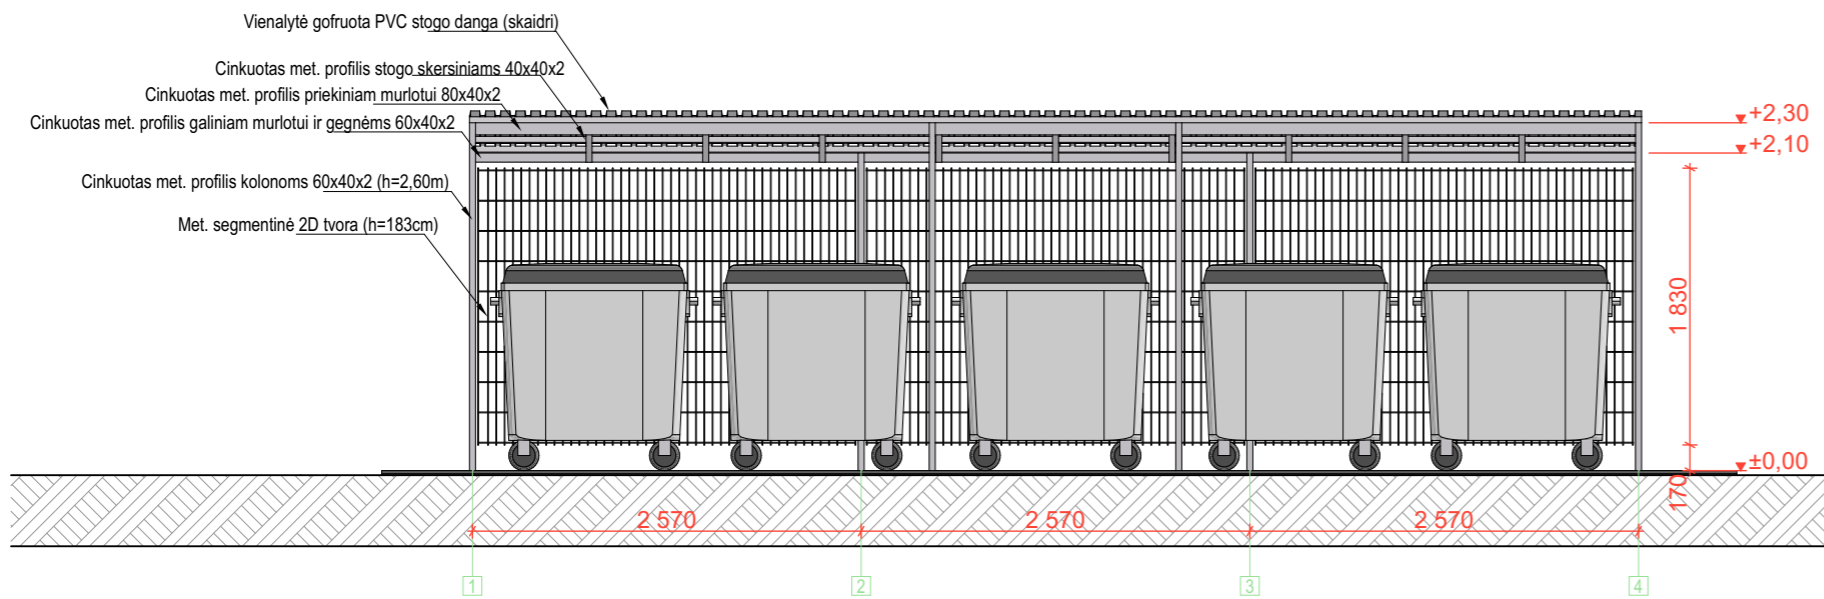 Vienalytė gofruota PVC stogo danga (skaidri)
Cinkuotas met. profilis stogo skersiniams 40x40x2
Cinkuotas met. profilis priekiniam murlotui 80x40x2
Cinkuotas met. profilis galiniam murlotui ir gegnėms 60x40x2
Cinkuotas met. profilis kolonoms 60x40x2 (h=2,60m)
Met. segmentinė 2D tvora (h=183cm)
+2,30
+2,10
1 830
±0,00
170
2 570
2 570
2 570
1
2
3
4